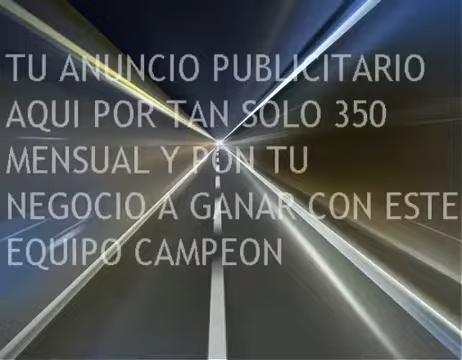 TU ANUNCIO PUBLICITARIO
AQUI POR TAN SOLO 350
MENSUAL Y PON TU
NEGOCIO A GANAR CON ESTE
EQUIPO CAMPEON